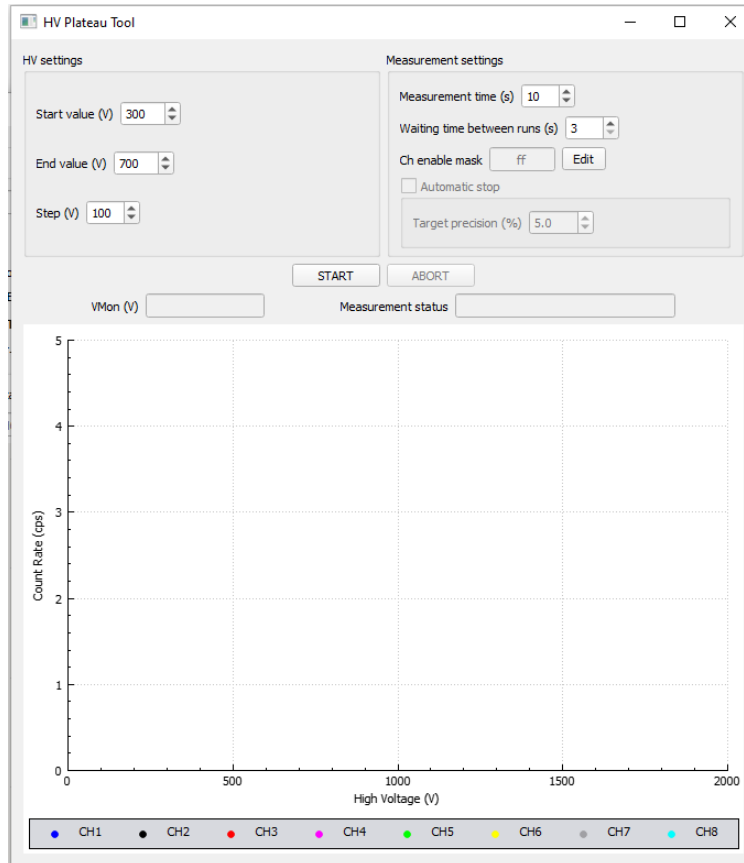 HV Plateau Tool
HV settings
Start value (V) 300
End value (V) 700
Step (V) 100
Measurement settings
Measurement time (s) 10
Waiting time between runs (s) 3
Ch enable mask ff Edit
Automatic stop
Target precision (%) 5.0
START ABORT
VMon (V) Measurement status
5
4
3
2
1
0
Count Rate (cps)
0 500 1000 1500 2000
High Voltage (V)
CH1 CH2 CH3 CH4 CH5 CH6 CH7 CH8